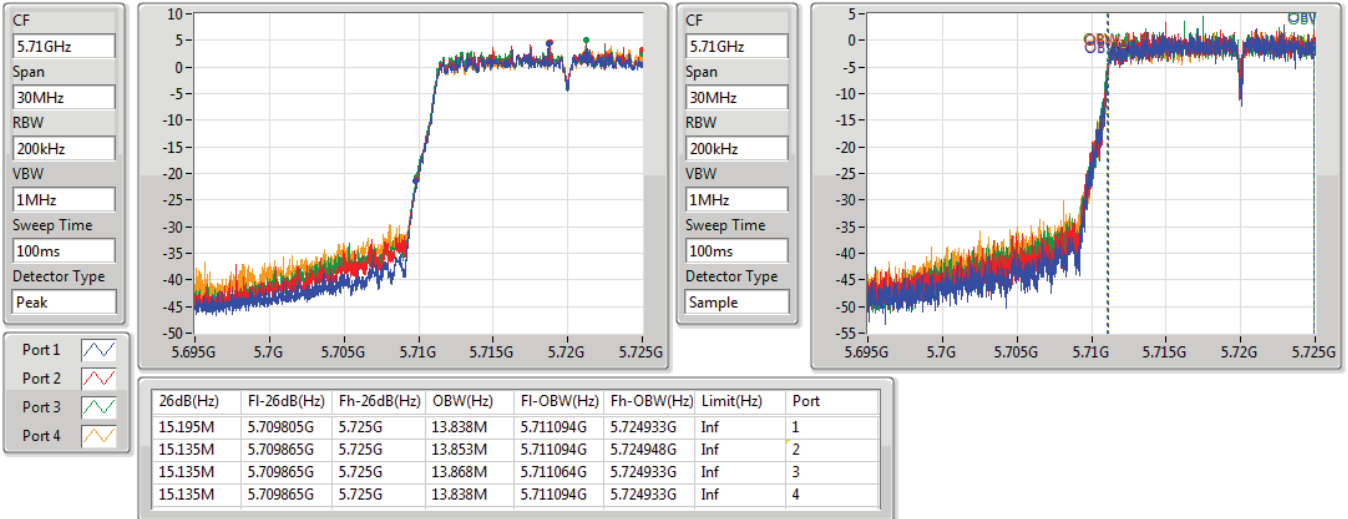 CF
5.71GHz
Span
30MHz
RBW
200kHz
VBW
1MHz
Sweep Time
100ms
Detector Type
Peak
10
5
0
-5
-10
-15
-20
-25
-30
-35
-40
-45
-50
5.695G 5.7G 5.705G 5.71G 5.715G 5.72G 5.725G
CF
5.71GHz
Span
30MHz
RBW
200kHz
VBW
1MHz
Sweep Time
100ms
Detector Type
Sample
5
0
-5
-10
-15
-20
-25
-30
-35
-40
-45
-50
-55
OBW
OBW
OBW
5.695G 5.7G 5.705G 5.71G 5.715G 5.72G 5.725G
Port 1
Port 2
Port 3
Port 4
26dB(Hz) Fl-26dB(Hz) Fh-26dB(Hz) OBW(Hz) Fl-OBW(Hz) Fh-OBW(Hz) Limit(Hz) Port
15.195M 5.709805G 5.725G 13.838M 5.711094G 5.724933G Inf 1
15.135M 5.709865G 5.725G 13.853M 5.711094G 5.724948G Inf 2
15.135M 5.709865G 5.725G 13.868M 5.711064G 5.724933G Inf 3
15.135M 5.709865G 5.725G 13.838M 5.711094G 5.724933G Inf 4